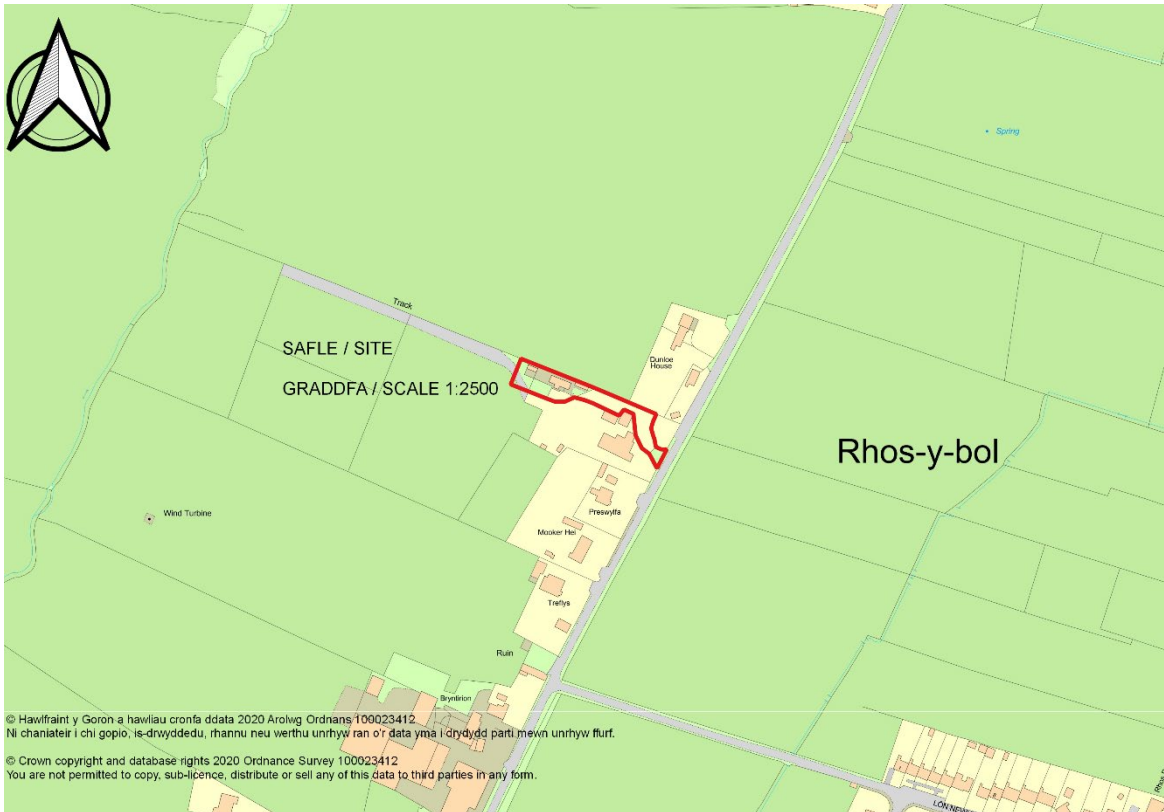 Spring
Track
SAFLE / SITE
GRADDFA / SCALE 1:2500
Dunloe
House
Rhos-y-bol
Wind Turbine
Preswylfa
Mooker Hei
Treflys
Ruin
Bryntirion
© Hawlfraint y Goron a hawliau cronfa ddata 2020 Arolwg Ordnans 100023412
Ni chaniateir i chi gopio, is-drwyddedu, rhannu neu werthu unrhyw ran o'r data yma i drydydd parti mewn unrhyw ffurf.
© Crown copyright and database rights 2020 Ordnance Survey 100023412
You are not permitted to copy, sub-licence, distribute or sell any of this data to third parties in any form.
LÔN